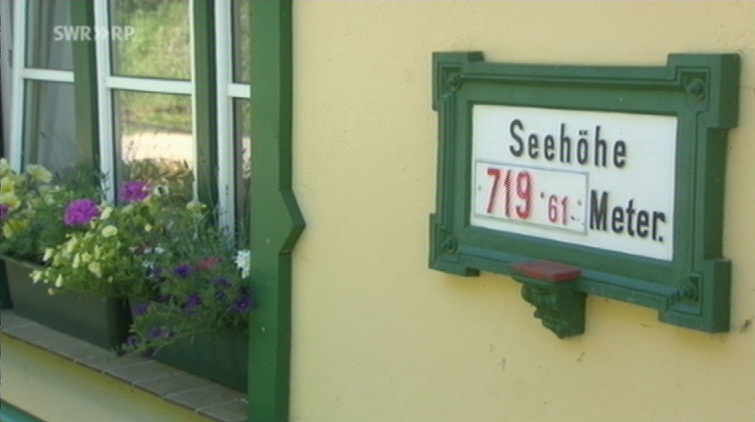 SWR»RP
Seehöhe
719 61 Meter.